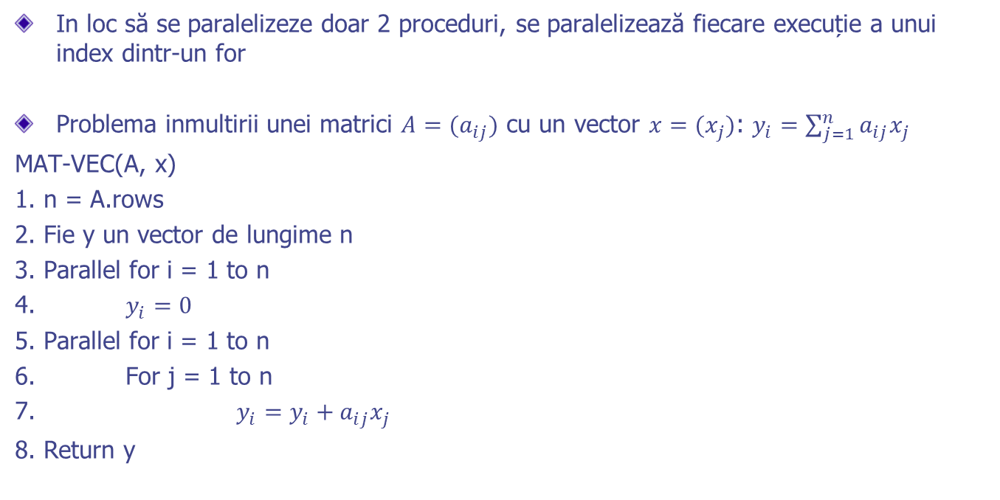 In loc să se paralelizeze doar 2 proceduri, se paralelizează fiecare execuție a unui
index dintr-un for
Problema inmultirii unei matrici $A = (a_{ij})$ cu un vector $x = (x_j)$: $y_i = \sum_{j=1}^{n} a_{ij} x_j$
MAT-VEC(A, x)
1. n = A.rows
2. Fie y un vector de lungime n
3. Parallel for i = 1 to n
4. $y_i = 0$
5. Parallel for i = 1 to n
6. For j = 1 to n
7. $y_i = y_i + a_{ij} x_j$
8. Return y